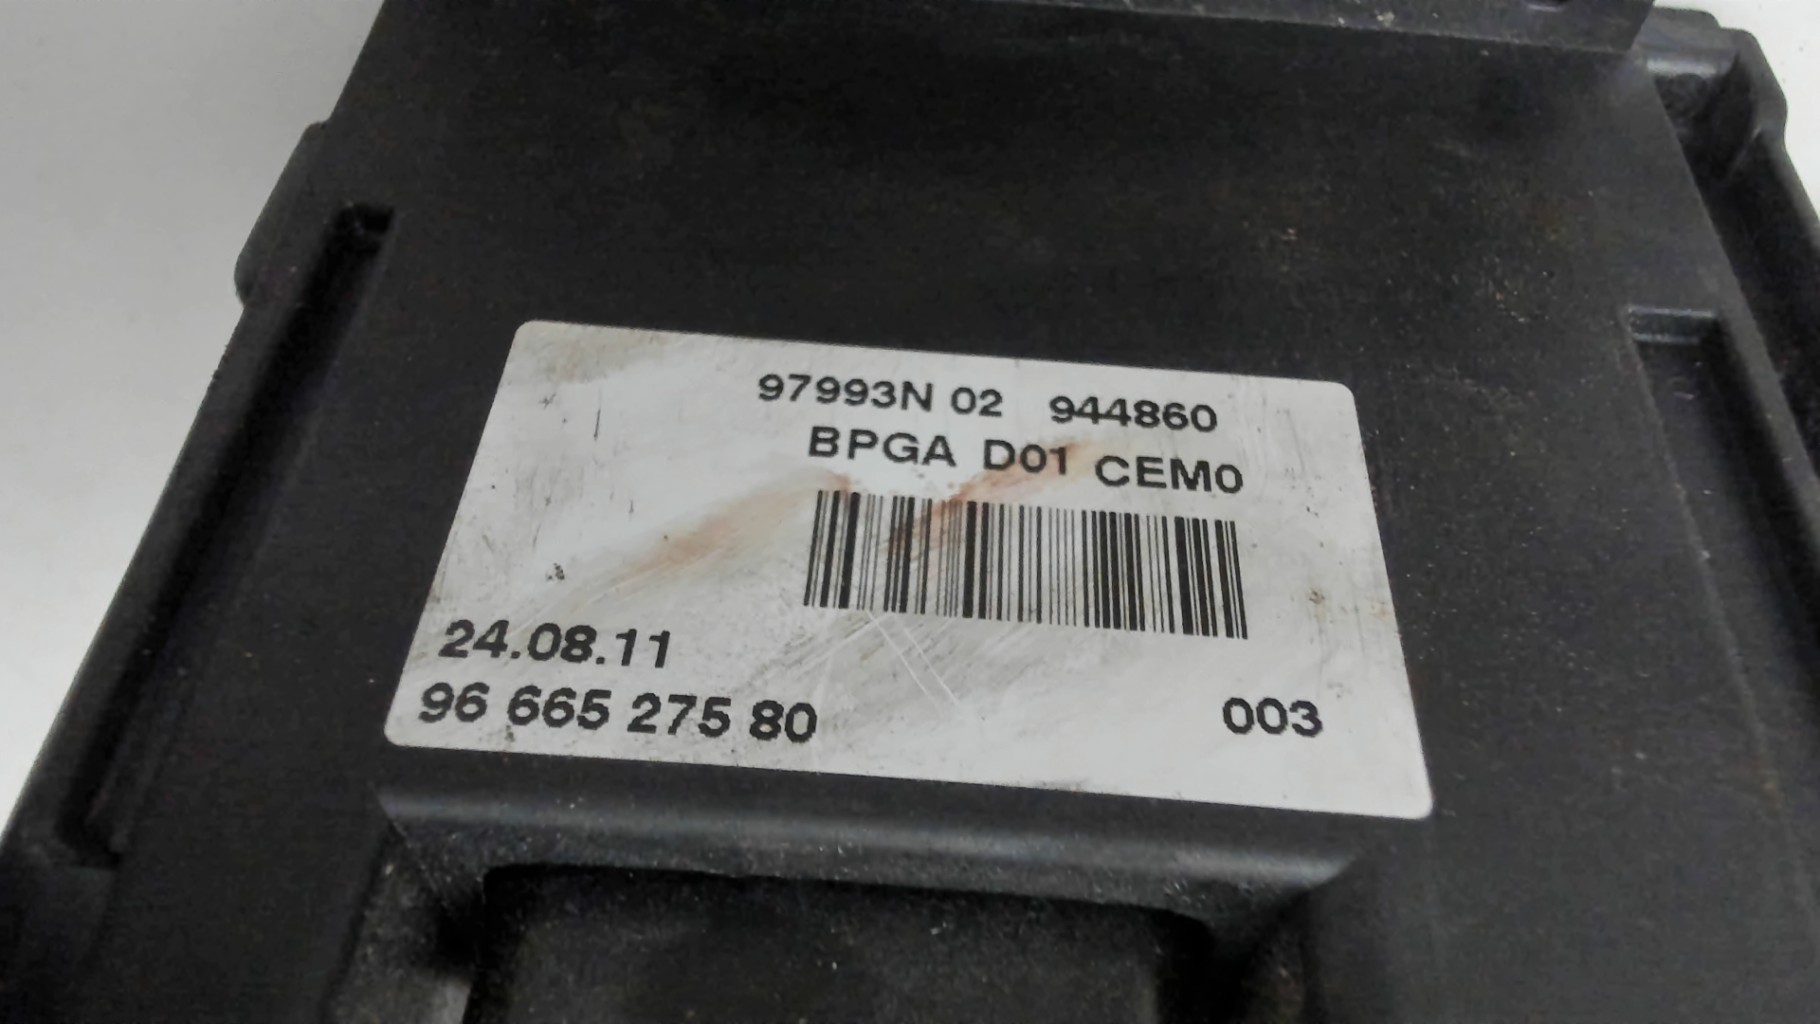 97993N 02 944860
BPGA D01 CEM0
24.08.11
96 665 275 80 003